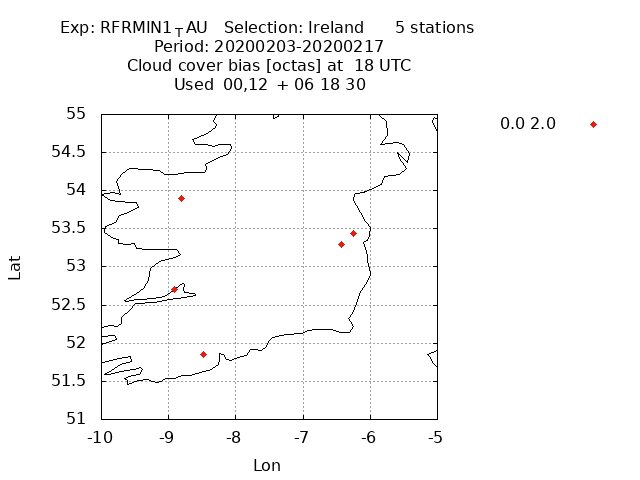 Exp: RFRMIN1_TAU   Selection: Ireland      5 stations
Period: 20200203-20200217
Cloud cover bias [octas] at  18 UTC
Used  00,12  + 06 18 30
0.0 2.0
55
54.5
54
53.5
53
52.5
52
51.5
51
Lat
-10
-9
-8
-7
-6
-5
Lon